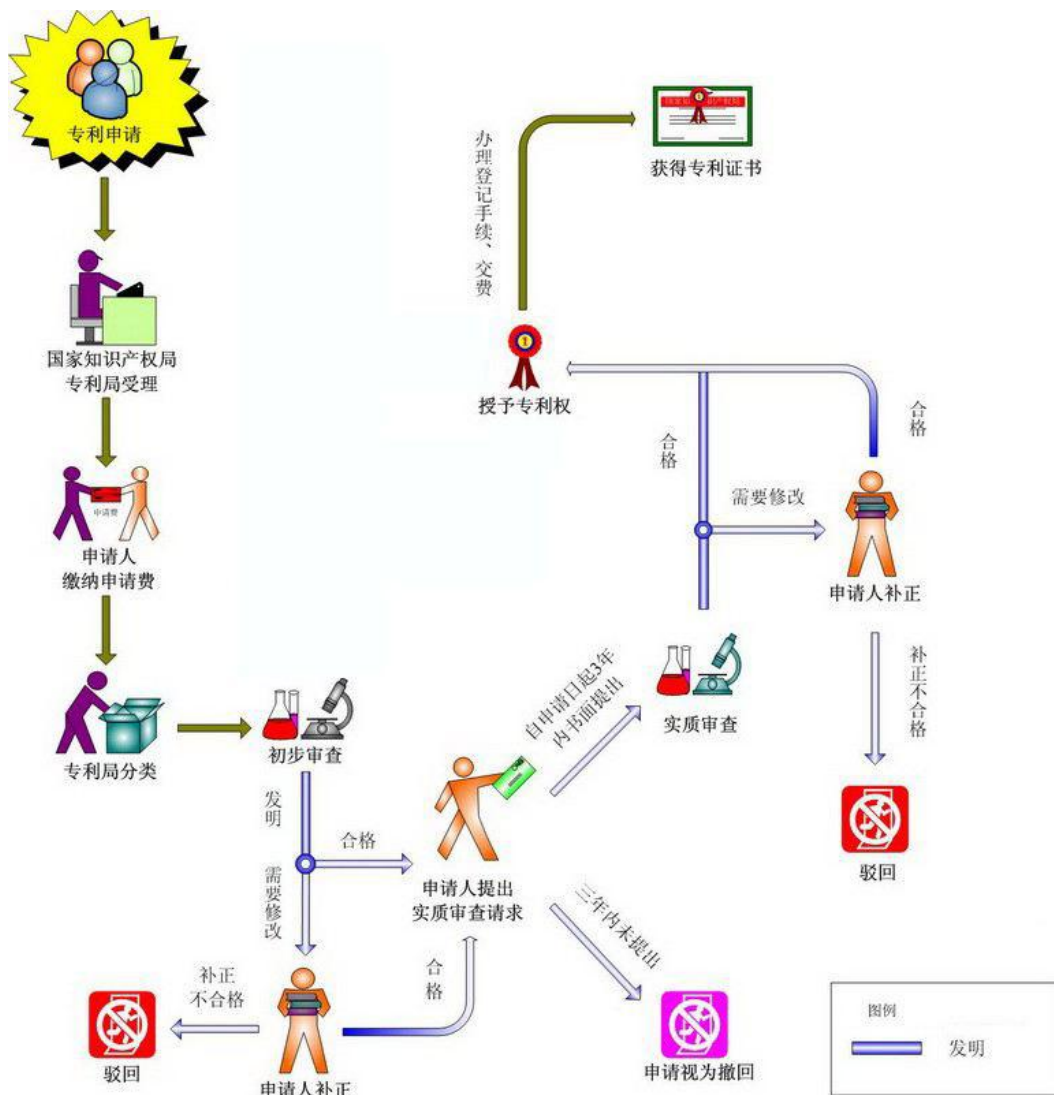 专利申请
国家知识产权局
专利局受理
申请费
申请人
缴纳申请费
专利局分类
初步审查
发明
合格
需要修改
补正
不合格
驳回
申请人补正
合格
申请人提出
实质审查请求
自申请日起3年
内书面提出
三年内未提出
申请视为撤回
实质审查
合格
需要修改
申请人补正
合格
补正不合格
驳回
授予专利权
办理登记手续、交费
获得专利证书
图例
发明